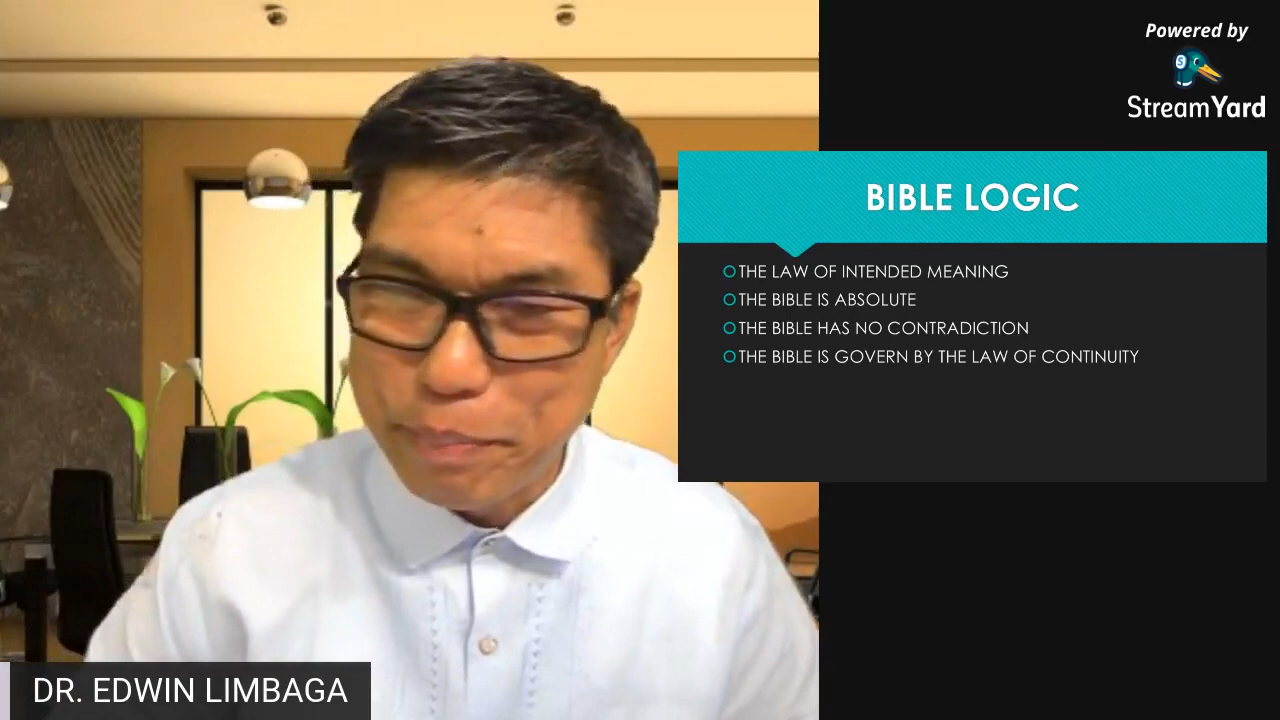 Powered by
StreamYard
BIBLE LOGIC
THE LAW OF INTENDED MEANING
THE BIBLE IS ABSOLUTE
THE BIBLE HAS NO CONTRADICTION
THE BIBLE IS GOVERN BY THE LAW OF CONTINUITY
DR. EDWIN LIMBAGA